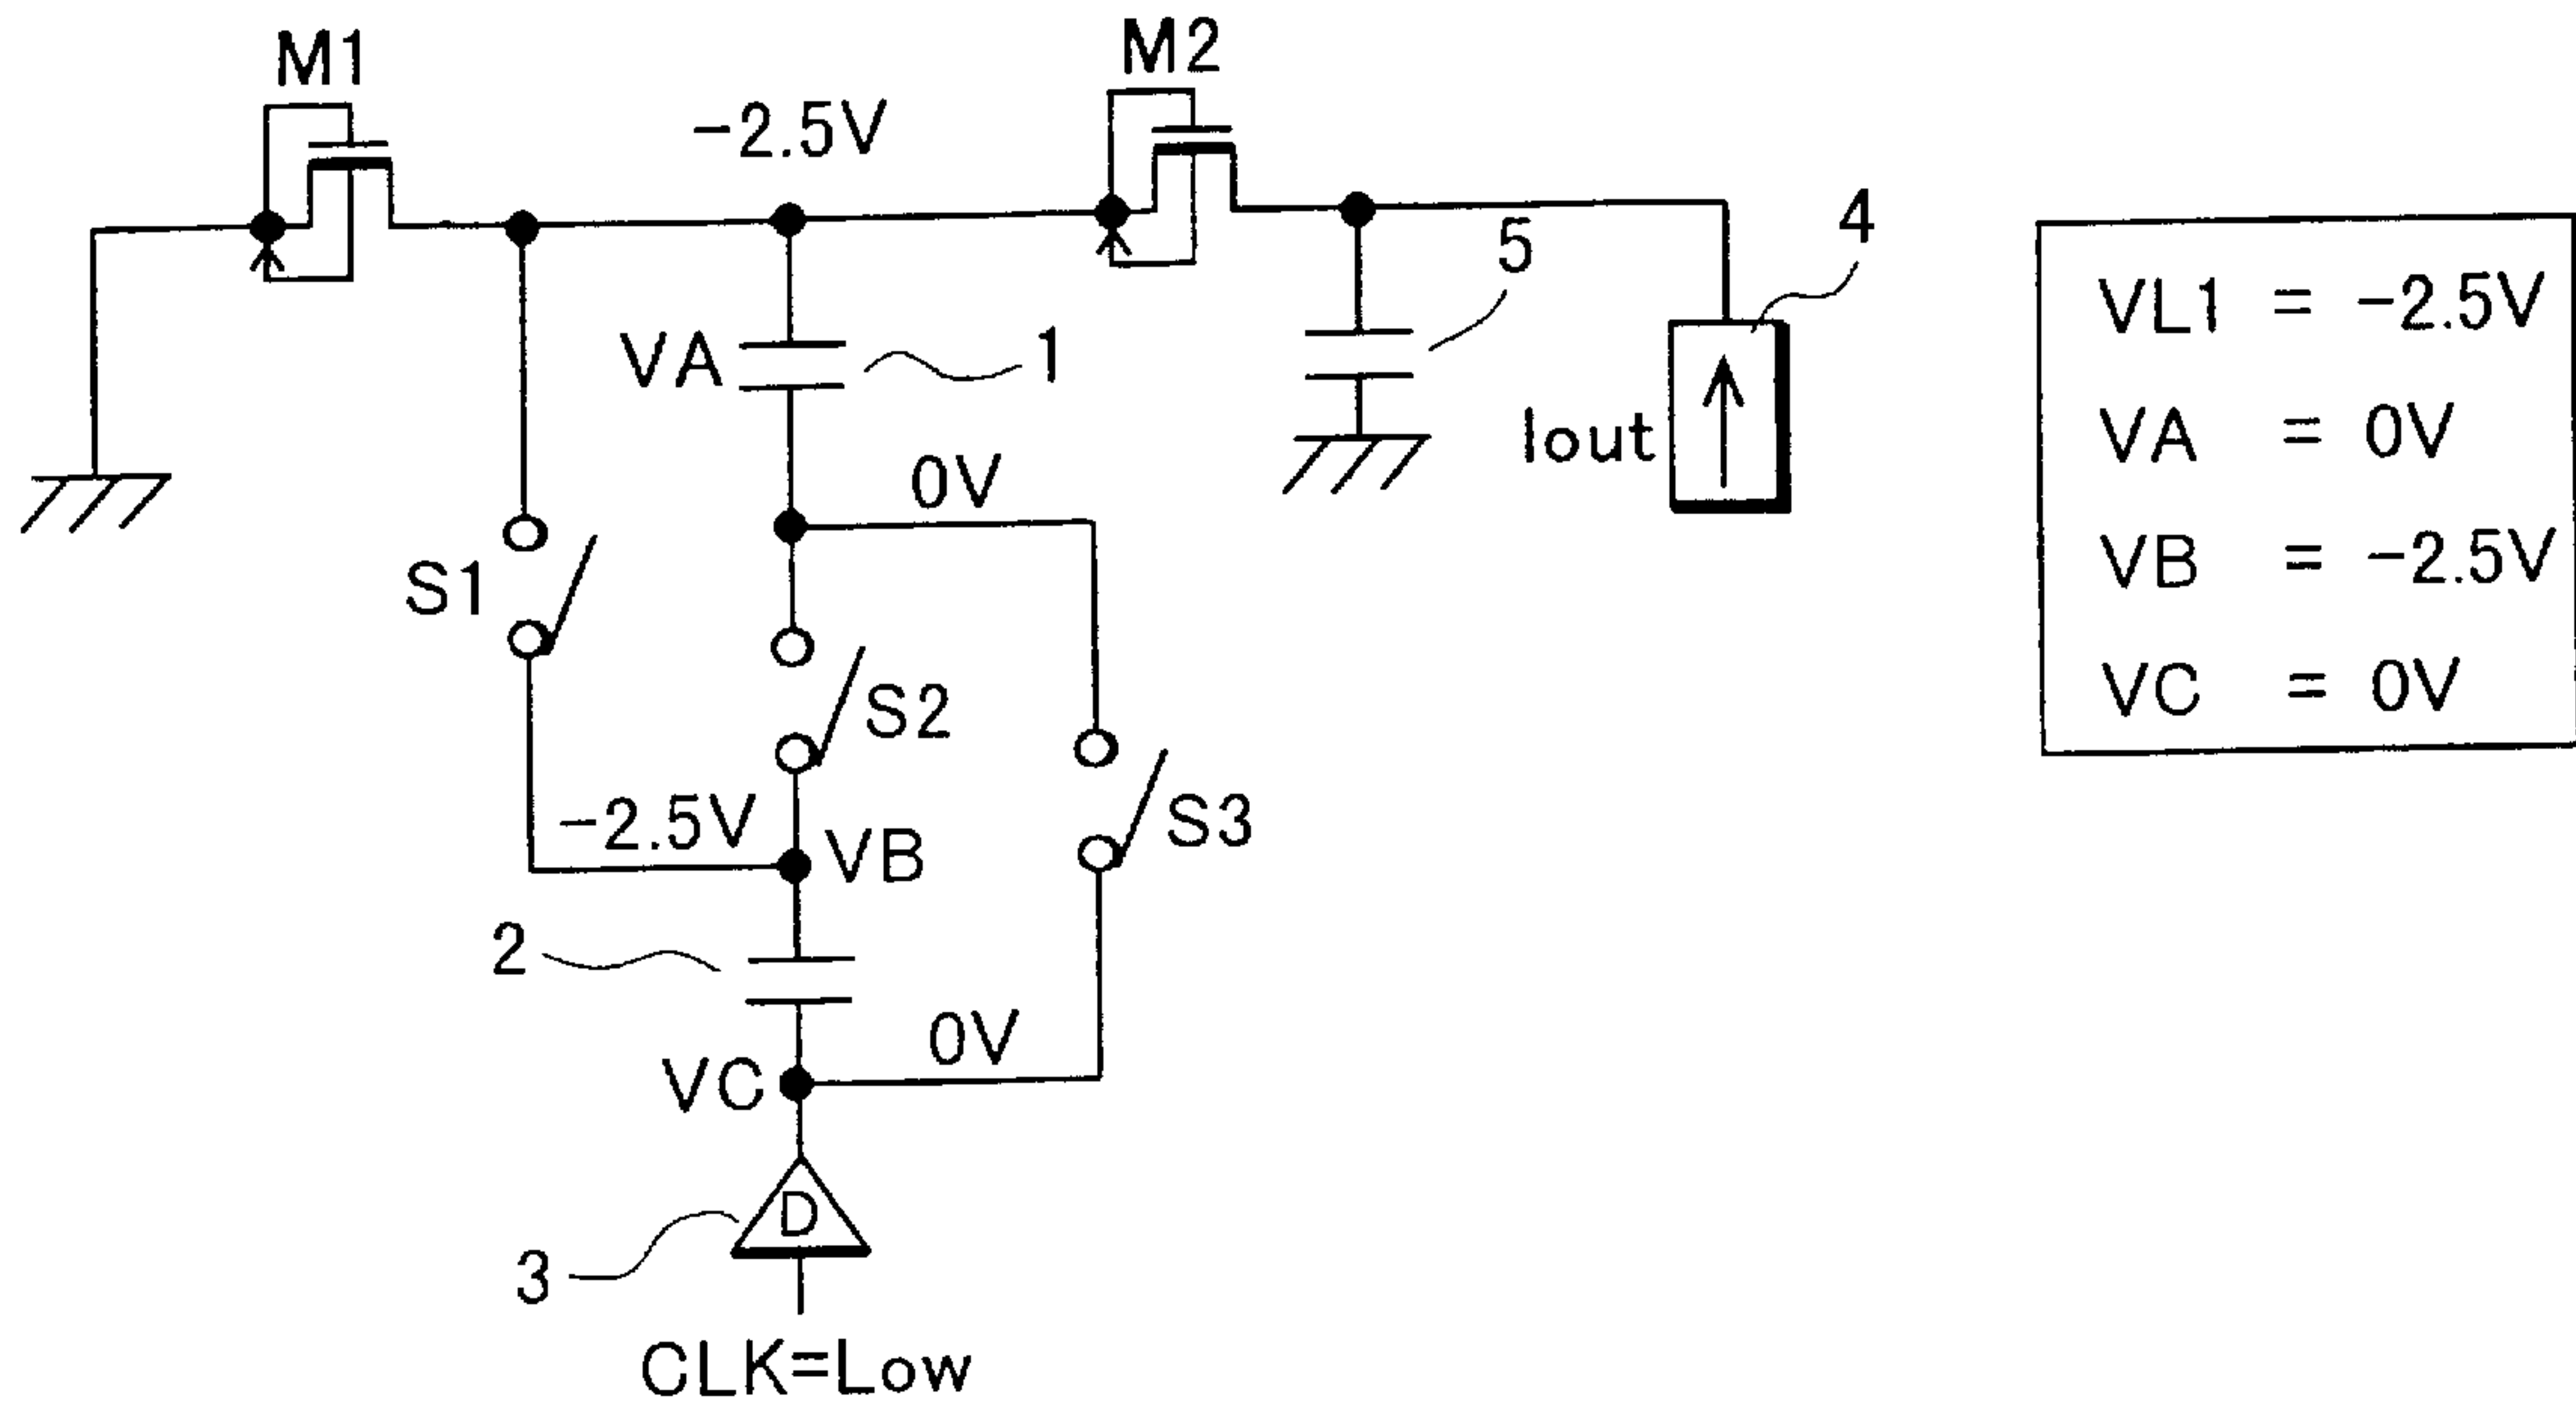 M1
M2
-2.5V
VA
1
5
4
Iout
0V
S1
S2
S3
-2.5V
VB
2
0V
VC
D
3
CLK=Low
VL1 = -2.5V
VA = 0V
VB = -2.5V
VC = 0V